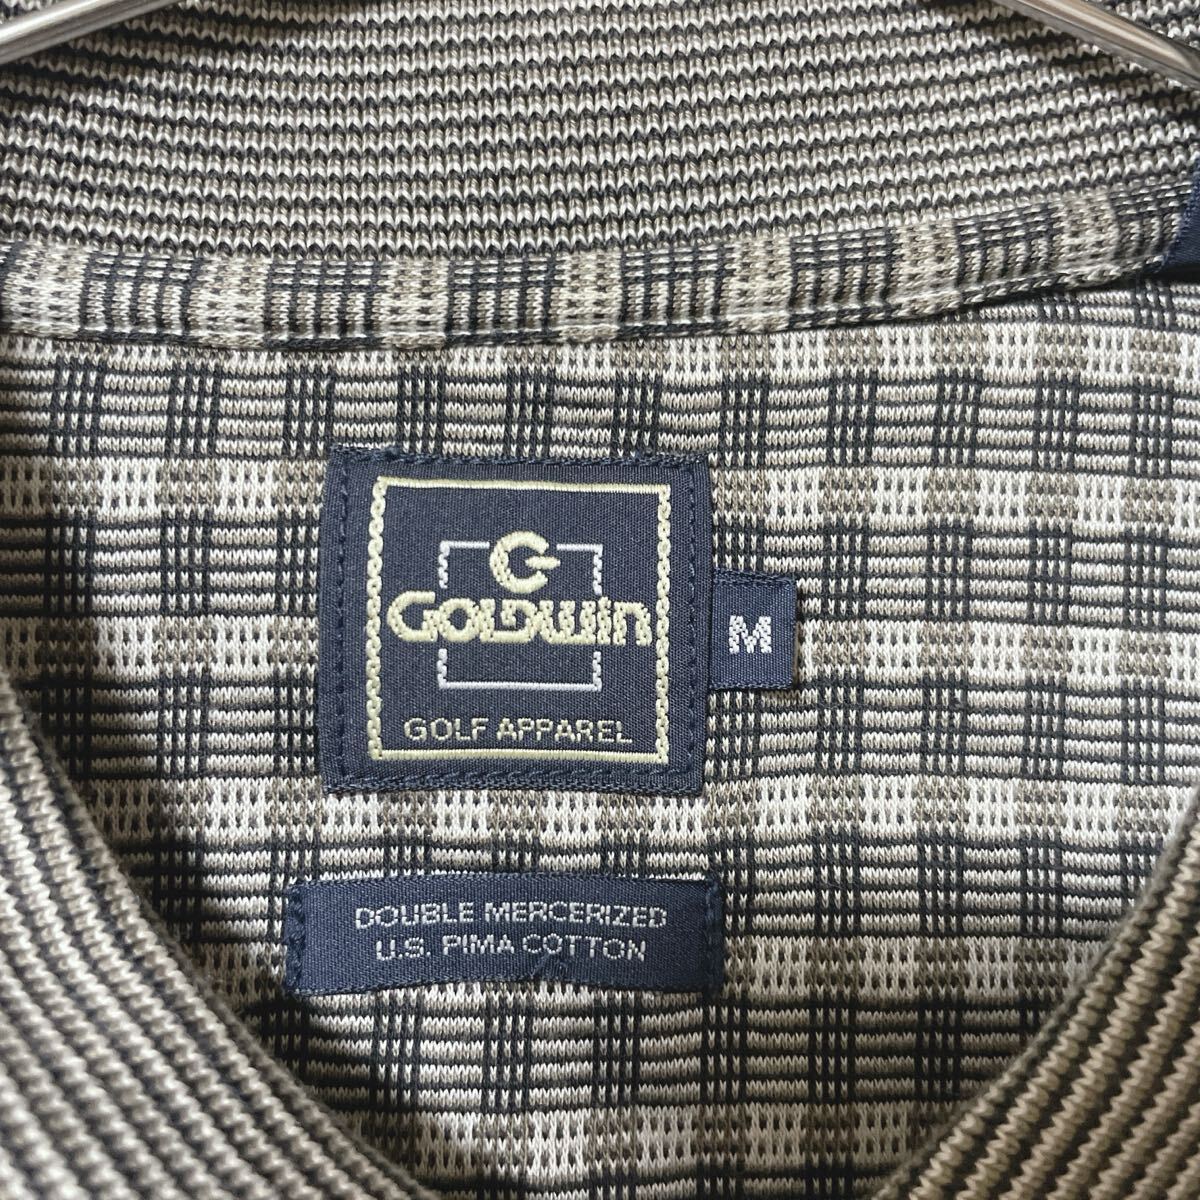 G
GOLDWIN
GOLF APPAREL
M
DOUBLE MERCERIZED
U.S. PIMA COTTON